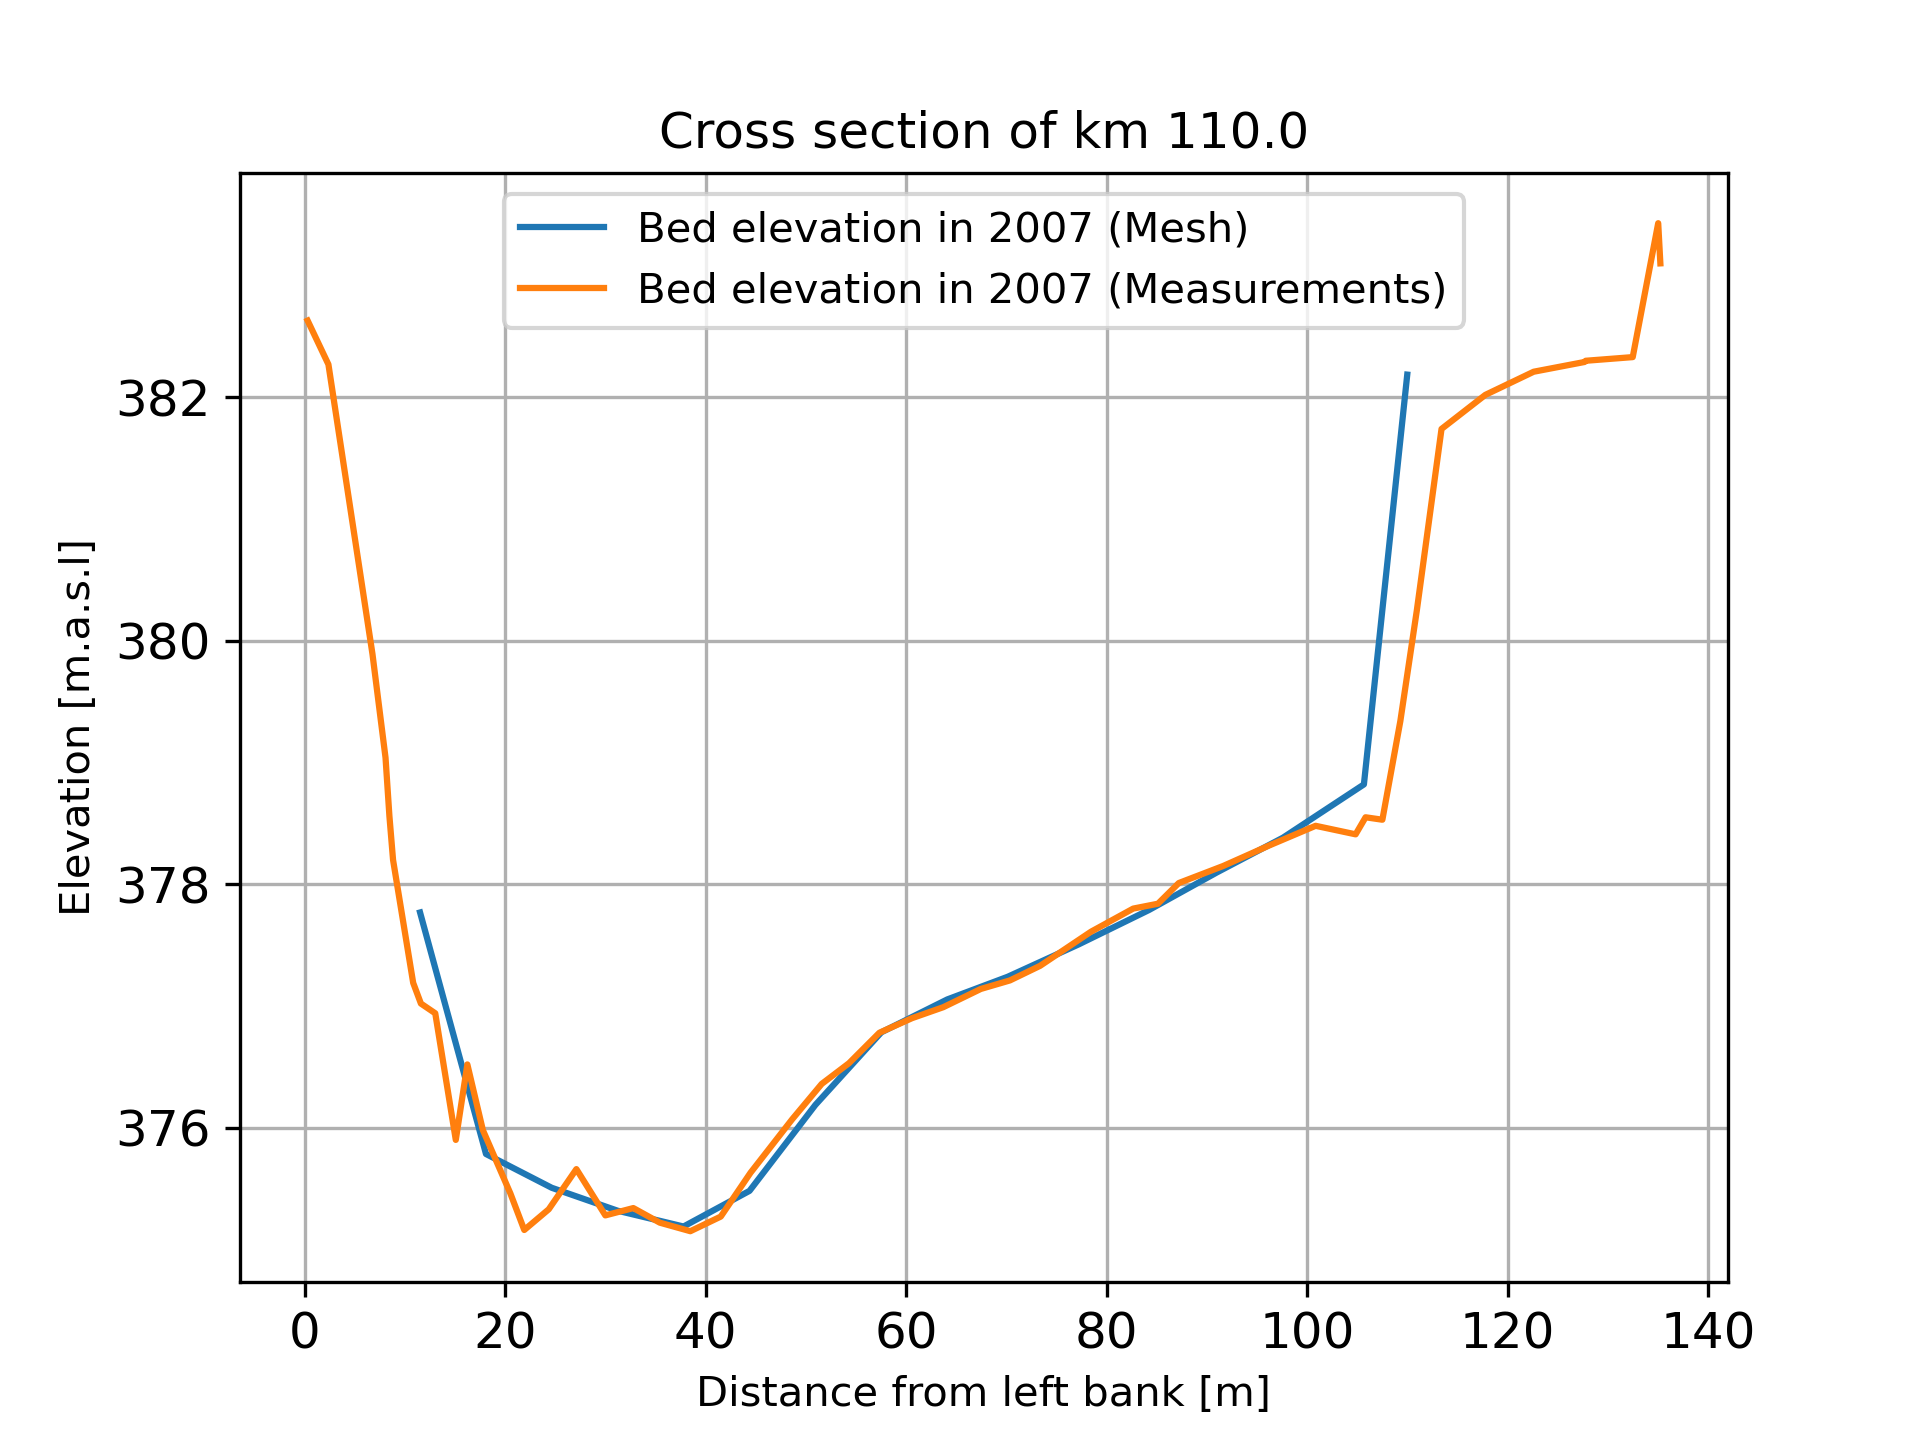 Cross section of km 110.0
Bed elevation in 2007 (Mesh)
Bed elevation in 2007 (Measurements)
Elevation [m.a.s.l]
382
380
378
376
0 20 40 60 80 100 120 140
Distance from left bank [m]